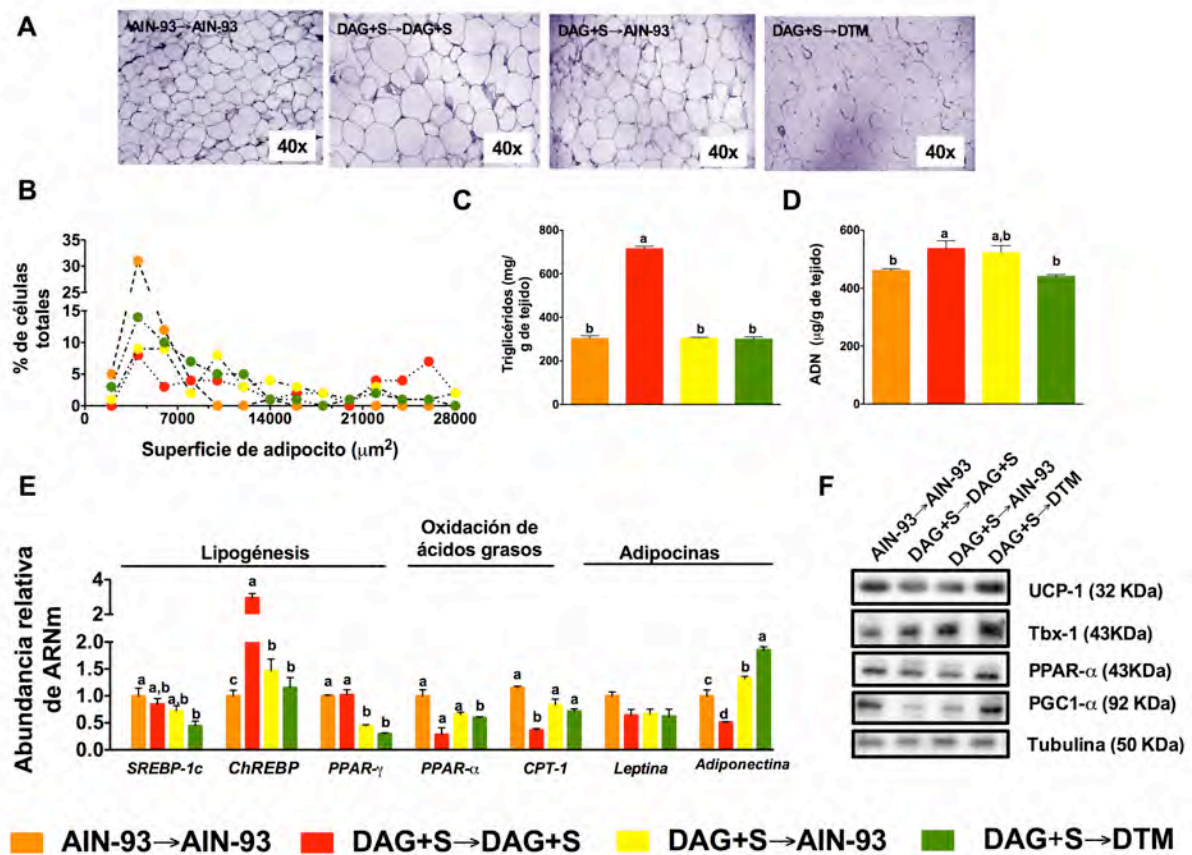 A
AIN-93→AIN-93
DAG+S→DAG+S
DAG+S→AIN-93
DAG+S→DTM
40x
40x
40x
40x
B
% de células
totales
35
30
25
20
15
10
5
0
0
7000
14000
21000
28000
Superficie de adipocito (μm²)
C
Triglicéridos (mg/
g de tejido)
800
600
400
200
b
a
b
b
D
ADN (μg/g de tejido)
600
400
200
b
a
a,b
b
E
Lipogénesis
Oxidación de
ácidos grasos
Adipocinas
Abundancia relativa
de ARNm
4
2
2.0
1.5
1.0
0.5
0.0
a
a,b
a,b
b
c
a
b
b
a
a
b
b
a
a
a
b
a
b
a
a
c
d
b
a
SREBP-1c
ChREBP
PPAR-γ
PPAR-α
CPT-1
Leptina
Adiponectina
F
AIN-93→AIN-93
DAG+S→DAG+S
DAG+S→AIN-93
DAG+S→DTM
UCP-1 (32 KDa)
Tbx-1 (43KDa)
PPAR-α (43KDa)
PGC1-α (92 KDa)
Tubulina (50 KDa)
AIN-93→AIN-93
DAG+S→DAG+S
DAG+S→AIN-93
DAG+S→DTM